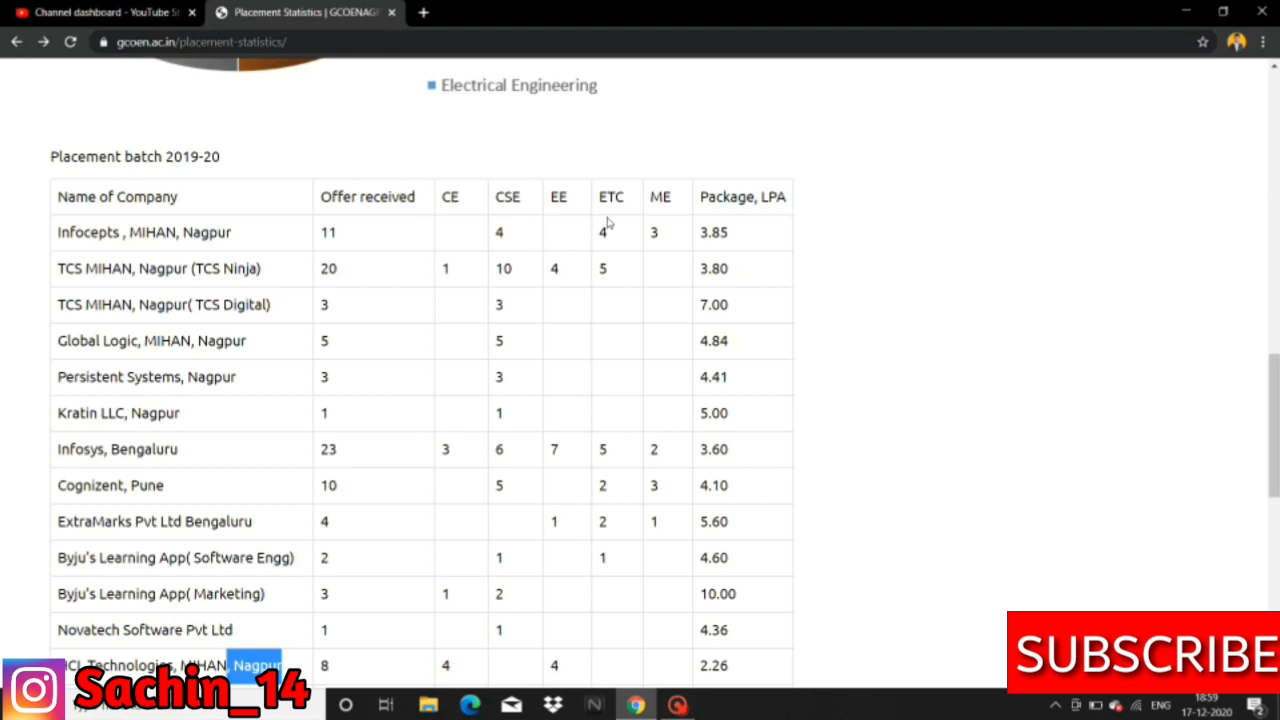 Channel dashboard - YouTube St
Placement Statistics | GCOENAG
gcoen.ac.in/placement-statistics/
Electrical Engineering
Placement batch 2019-20
Name of Company Offer received CE CSE EE ETC ME Package, LPA
Infocepts , MIHAN, Nagpur 11 4 4 3 3.85
TCS MIHAN, Nagpur (TCS Ninja) 20 1 10 4 5 3.80
TCS MIHAN, Nagpur( TCS Digital) 3 3 7.00
Global Logic, MIHAN, Nagpur 5 5 4.84
Persistent Systems, Nagpur 3 3 4.41
Kratin LLC, Nagpur 1 1 5.00
Infosys, Bengaluru 23 3 6 7 5 2 3.60
Cognizent, Pune 10 5 2 3 4.10
ExtraMarks Pvt Ltd Bengaluru 4 1 2 1 5.60
Byju's Learning App( Software Engg) 2 1 1 4.60
Byju's Learning App( Marketing) 3 1 2 10.00
Novatech Software Pvt Ltd 1 1 4.36
HCL Technologies, MIHAN, Nagpur 8 4 4 2.26
SUBSCRIBE
Sachin_14
ENG
18:59
17-12-2020